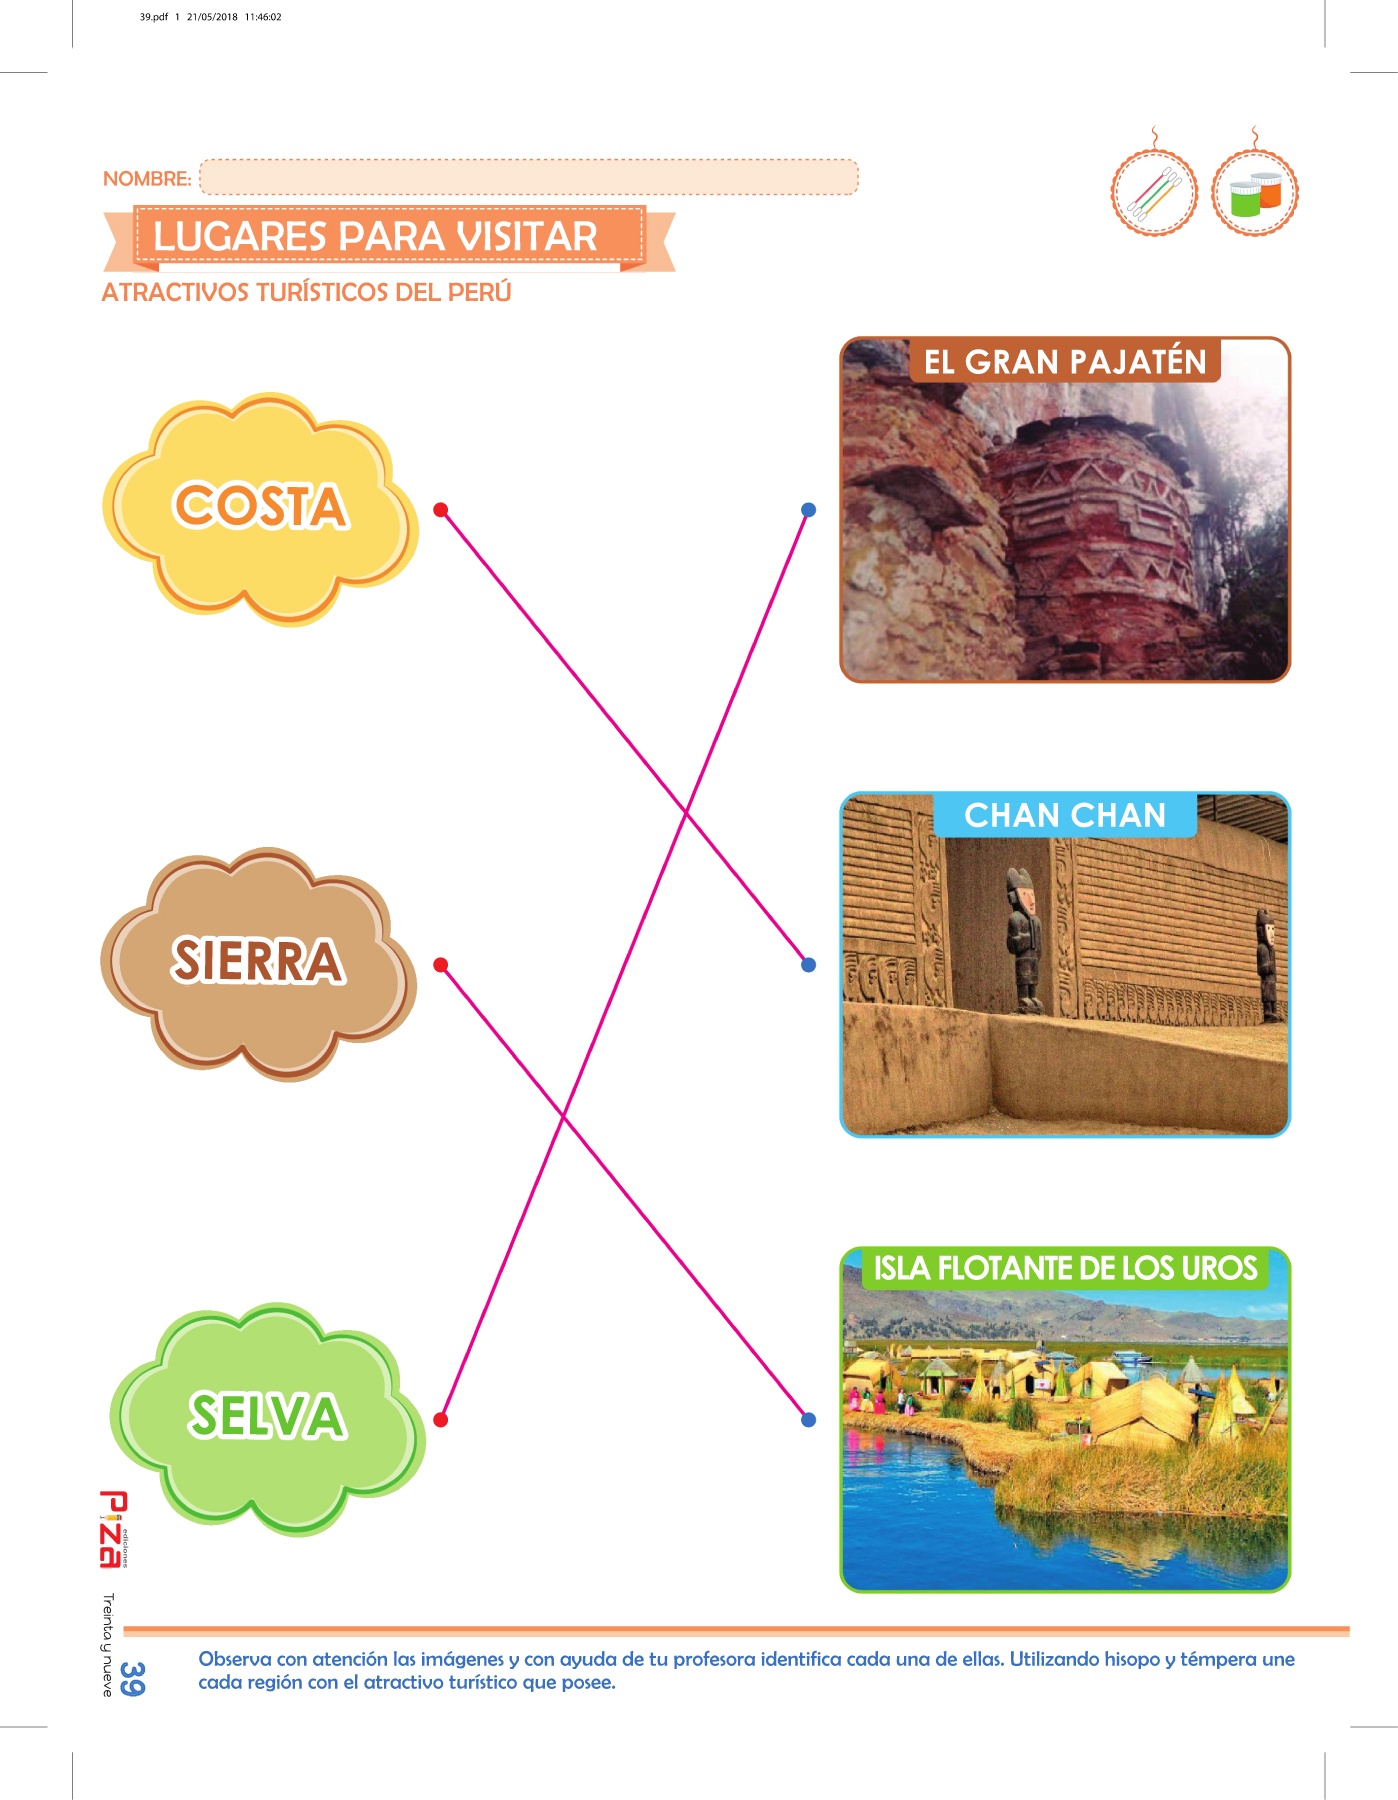 39.pdf 1 21/05/2018 11:46:02
NOMBRE:
LUGARES PARA VISITAR
ATRACTIVOS TURÍSTICOS DEL PERÚ
EL GRAN PAJATÉN
COSTA
CHAN CHAN
SIERRA
ISLA FLOTANTE DE LOS UROS
SELVA
Piza
ediciones
Treinta y nueve
39
Observa con atención las imágenes y con ayuda de tu profesora identifica cada una de ellas. Utilizando hisopo y témpera une
cada región con el atractivo turístico que posee.